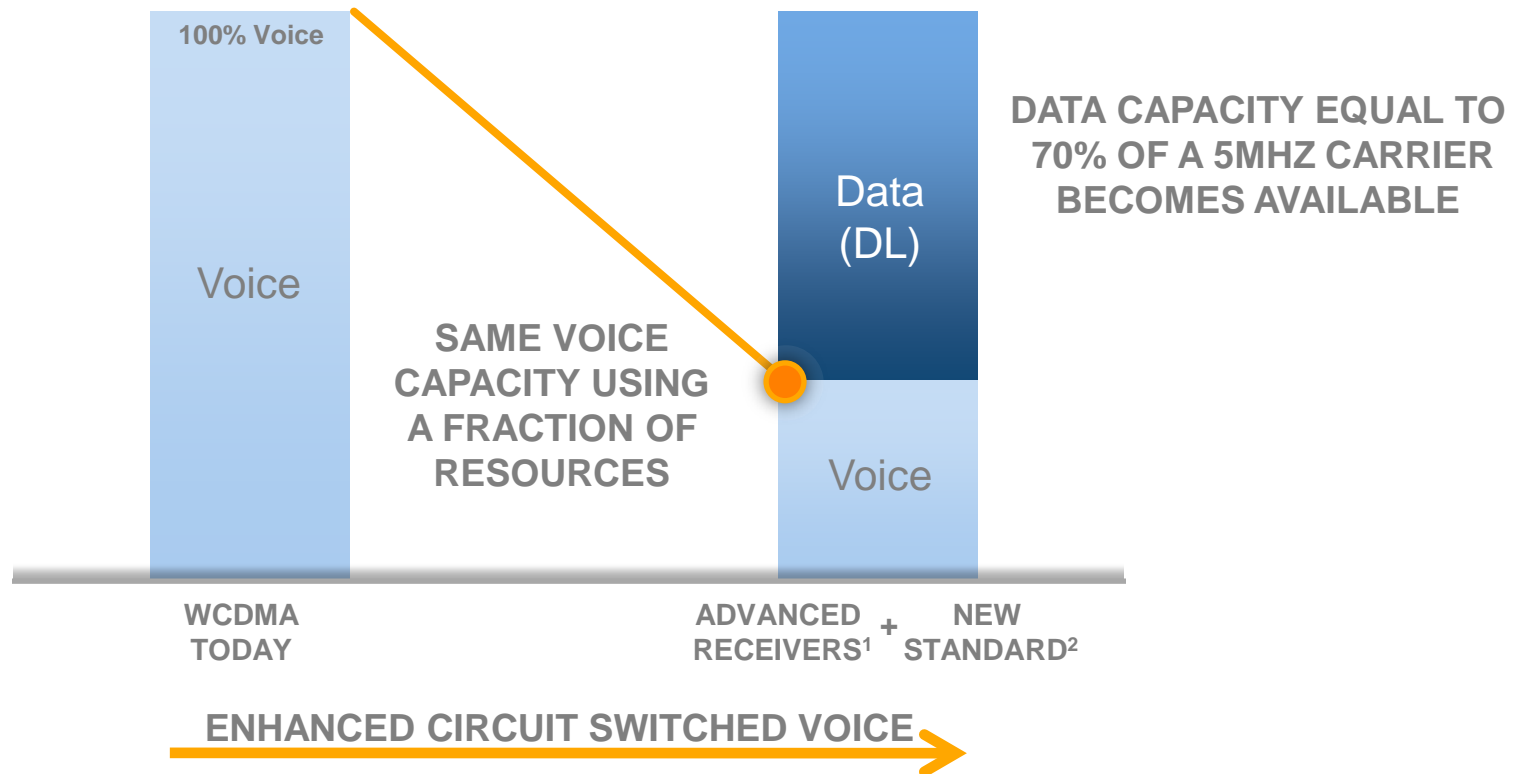 100% Voice
Voice
SAME VOICE
CAPACITY USING
A FRACTION OF
RESOURCES
Data
(DL)
Voice
DATA CAPACITY EQUAL TO
70% OF A 5MHZ CARRIER
BECOMES AVAILABLE
WCDMA
TODAY
ADVANCED
RECEIVERS¹
+
NEW
STANDARD²
ENHANCED CIRCUIT SWITCHED VOICE